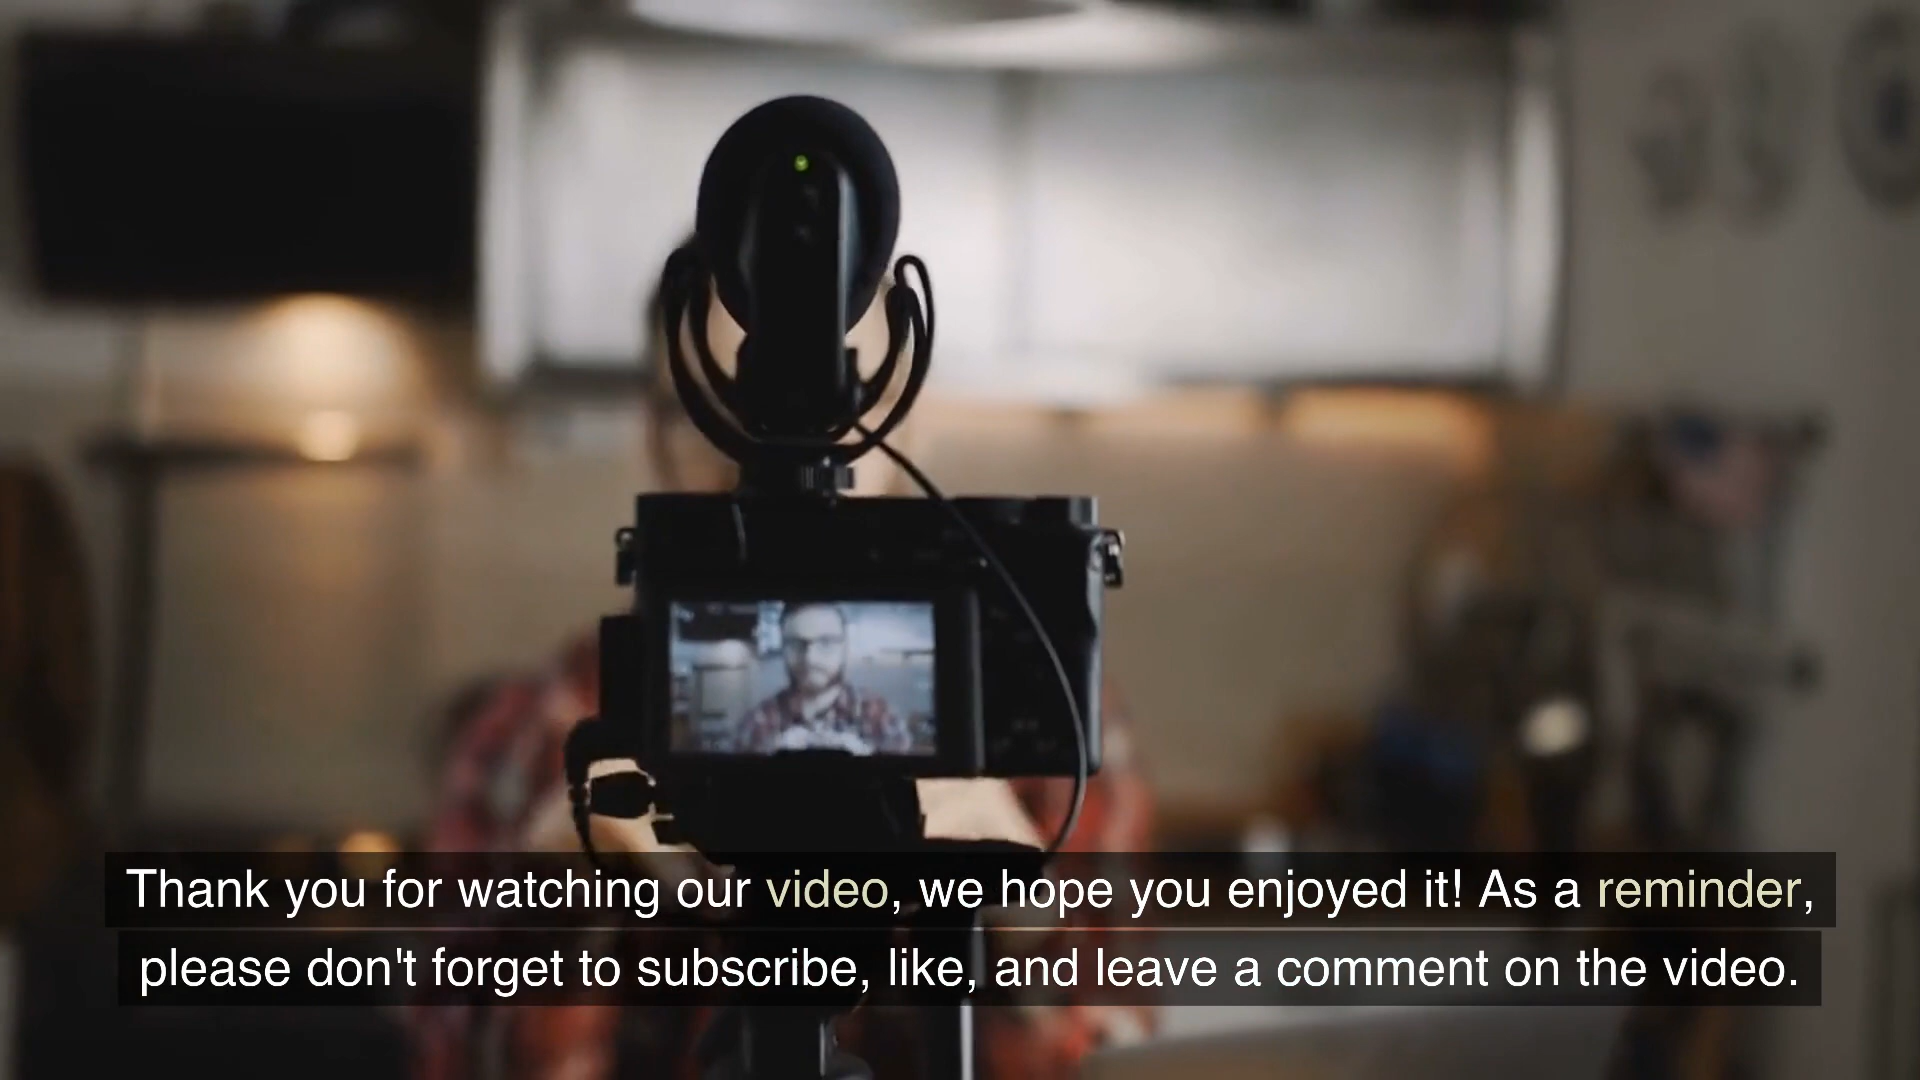 Thank you for watching our video, we hope you enjoyed it! As a reminder,
please don't forget to subscribe, like, and leave a comment on the video.